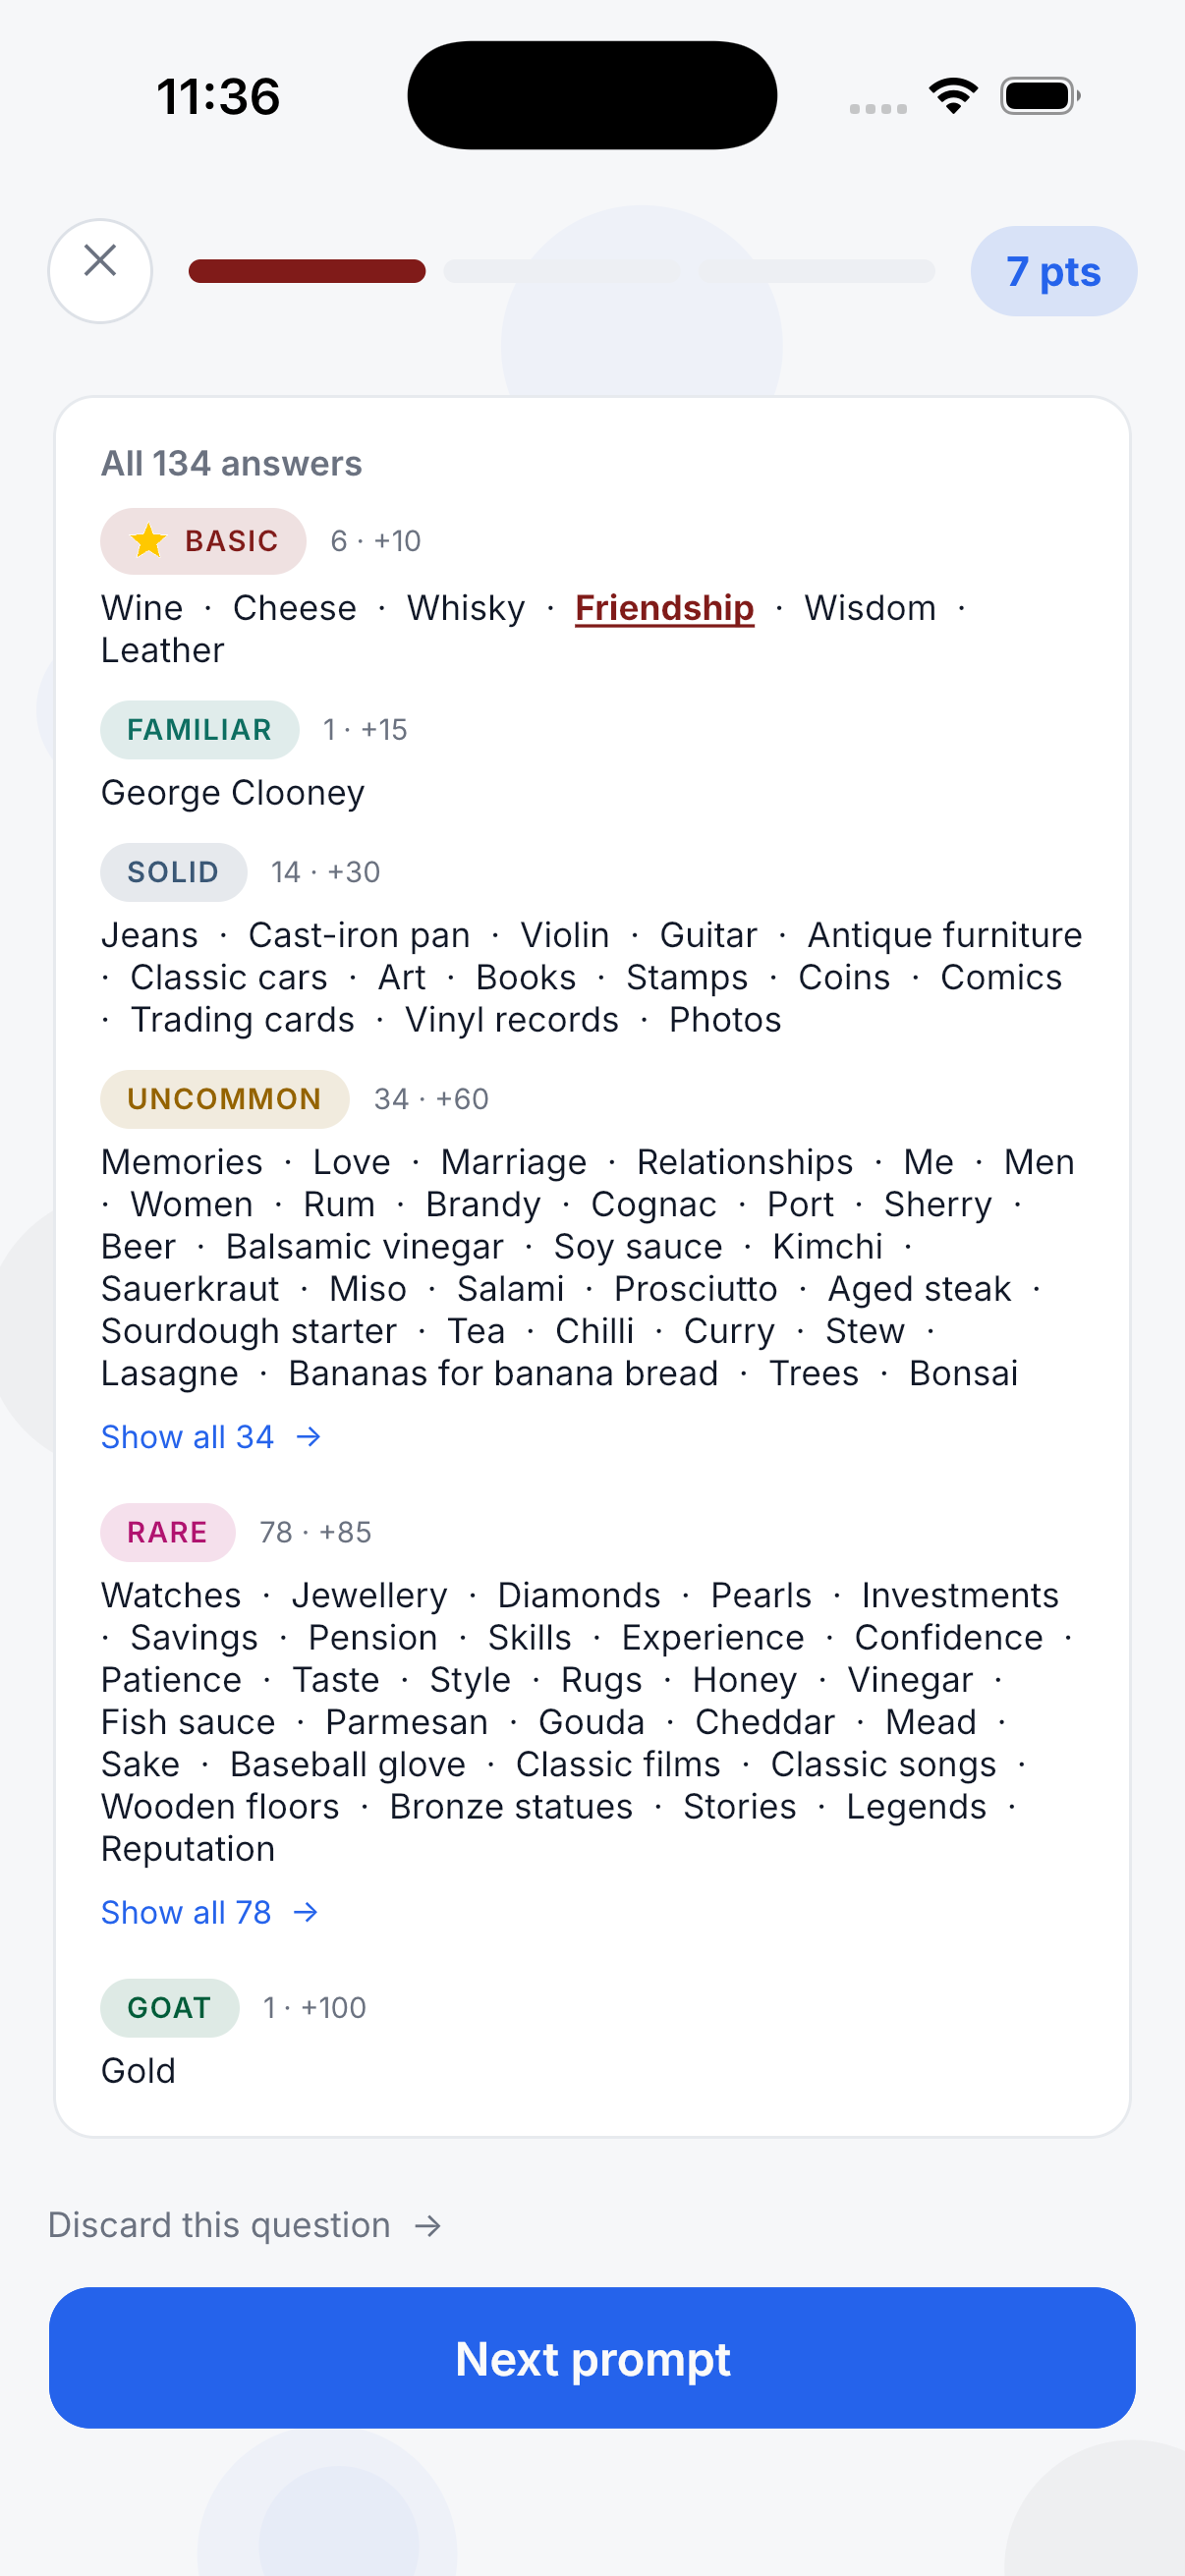 11:36
7 pts
All 134 answers
⭐ BASIC 6 · +10
Wine · Cheese · Whisky · Friendship · Wisdom ·
Leather
FAMILIAR 1 · +15
George Clooney
SOLID 14 · +30
Jeans · Cast-iron pan · Violin · Guitar · Antique furniture
· Classic cars · Art · Books · Stamps · Coins · Comics
· Trading cards · Vinyl records · Photos
UNCOMMON 34 · +60
Memories · Love · Marriage · Relationships · Me · Men
· Women · Rum · Brandy · Cognac · Port · Sherry ·
Beer · Balsamic vinegar · Soy sauce · Kimchi ·
Sauerkraut · Miso · Salami · Prosciutto · Aged steak ·
Sourdough starter · Tea · Chilli · Curry · Stew ·
Lasagne · Bananas for banana bread · Trees · Bonsai
Show all 34 →
RARE 78 · +85
Watches · Jewellery · Diamonds · Pearls · Investments
· Savings · Pension · Skills · Experience · Confidence ·
Patience · Taste · Style · Rugs · Honey · Vinegar ·
Fish sauce · Parmesan · Gouda · Cheddar · Mead ·
Sake · Baseball glove · Classic films · Classic songs ·
Wooden floors · Bronze statues · Stories · Legends ·
Reputation
Show all 78 →
GOAT 1 · +100
Gold
Discard this question →
Next prompt